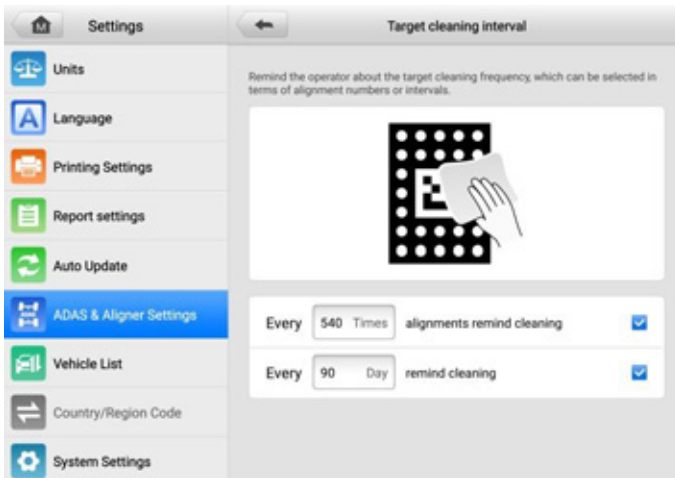 Settings
Units
Language
Printing Settings
Report settings
Auto Update
ADAS & Aligner Settings
Vehicle List
Country/Region Code
System Settings
Target cleaning interval
Remind the operator about the target cleaning frequency, which can be selected in
terms of alignment numbers or intervals.
Every 540 Times alignments remind cleaning
Every 90 Day remind cleaning